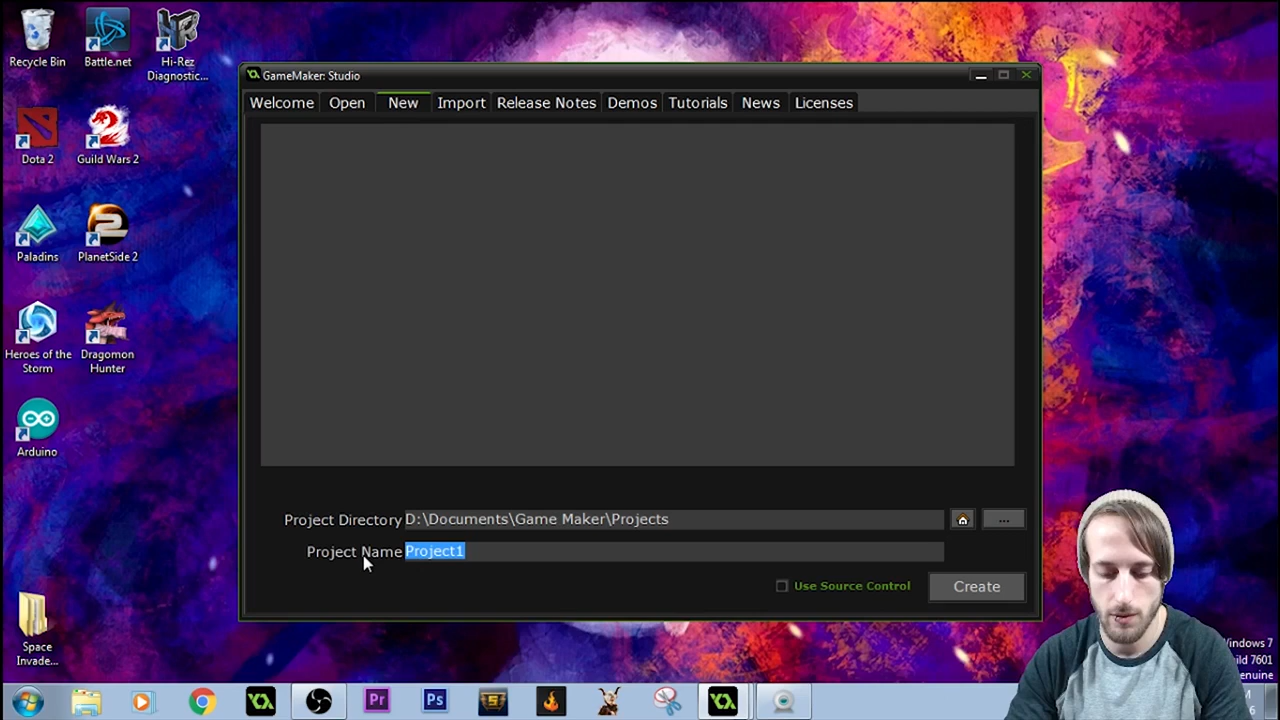 Recycle Bin
Battle.net
Hi-Rez
Diagnostic...
Dota 2
Guild Wars 2
Paladins
PlanetSide 2
Heroes of the
Storm
Dragomon
Hunter
Arduino
Space
Invade...
GameMaker: Studio
Welcome Open New Import Release Notes Demos Tutorials News Licenses
Project Directory D:\Documents\Game Maker\Projects ...
Project Name Project1
Use Source Control Create
Pr Ps